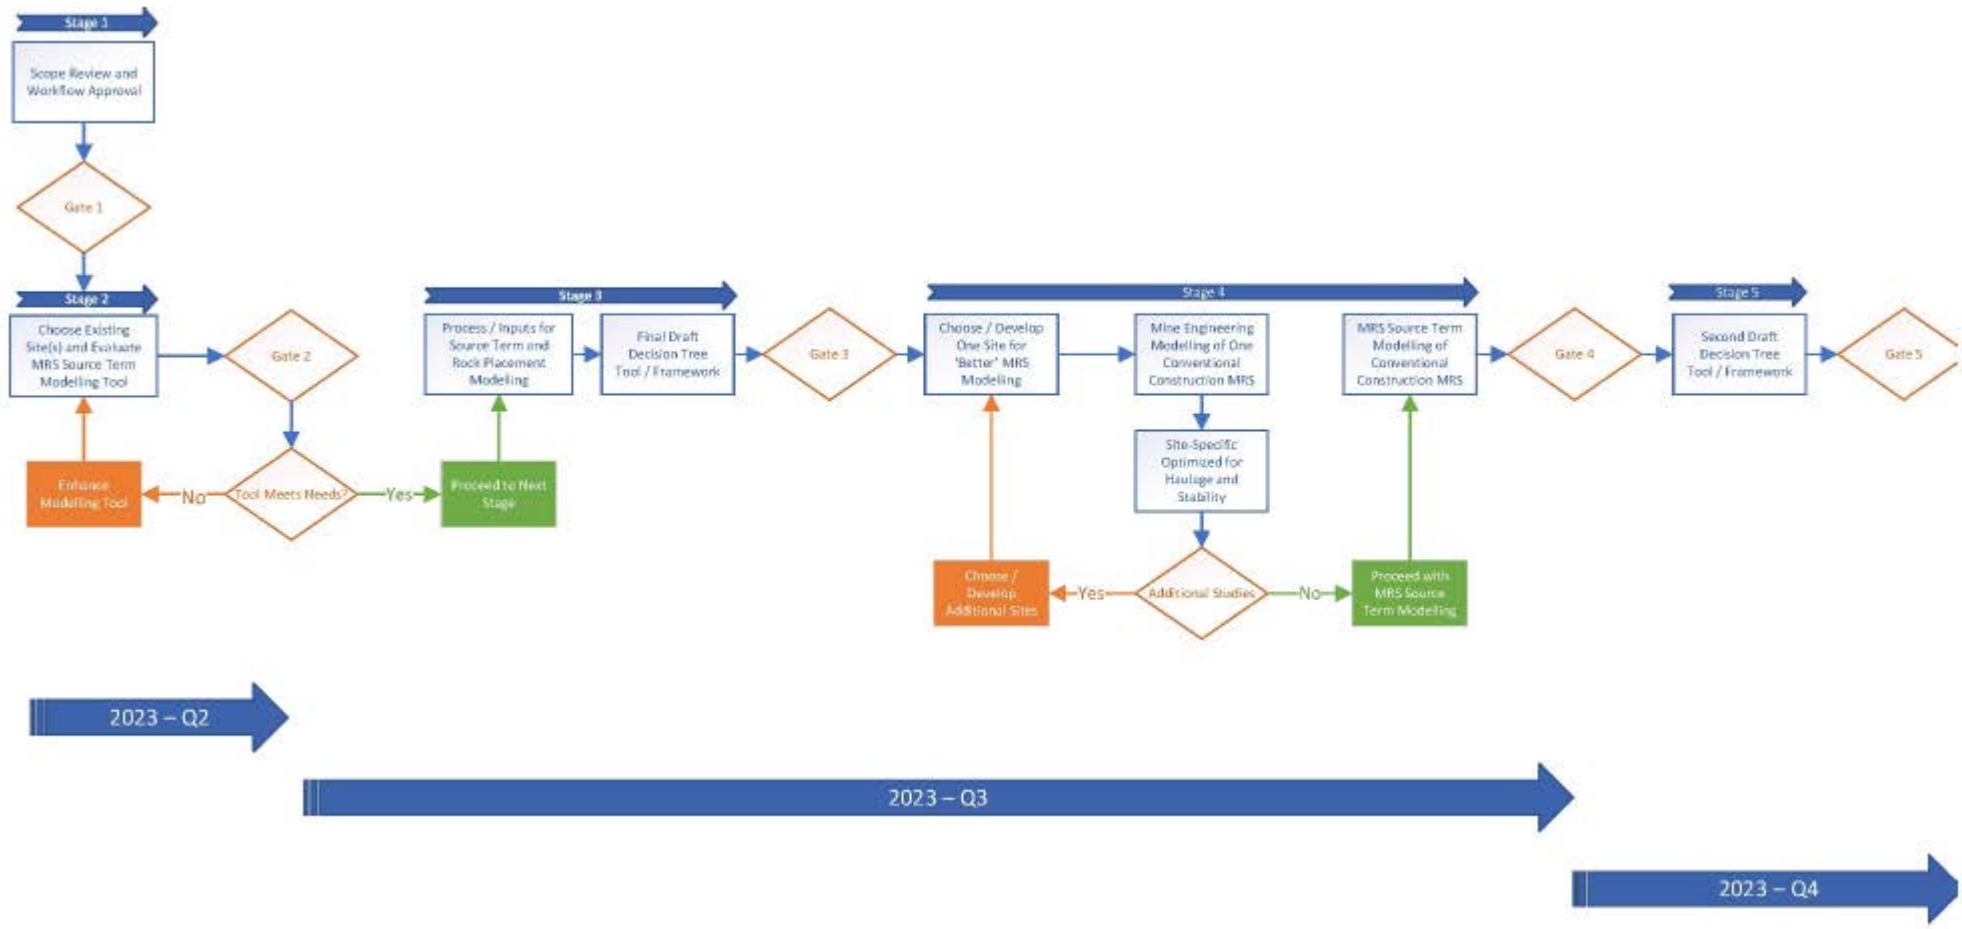 Stage 1
Scope Review and
Workflow Approval
Gate 1
Stage 2
Choose Existing
Site(s) and Evaluate
MRS Source Term
Modelling Tool
Gate 2
Enhance
Modelling Tool
No
Tool Meets Needs?
Yes
Proceed to Next
Stage
Stage 3
Process / Inputs for
Source Term and
Rock Placement
Modelling
Final Draft
Decision Tree
Tool / Framework
Gate 3
Stage 4
Choose / Develop
One Site for
'Better' MRS
Modelling
Mine Engineering
Modelling of One
Conventional
Construction MRS
Site-Specific
Optimized for
Haulage and
Stability
Choose /
Develop
Additional Sites
Yes
Additional Studies
No
Proceed with
MRS Source
Term Modelling
MRS Source Term
Modelling of
Conventional
Construction MRS
Gate 4
Stage 5
Second Draft
Decision Tree
Tool / Framework
Gate 5
2023 – Q2
2023 – Q3
2023 – Q4